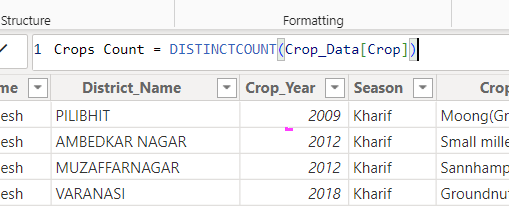 Structure Formatting
1 Crops Count = DISTINCTCOUNT(Crop_Data[Crop])
me District_Name Crop_Year Season Crop
esh PILIBHIT 2009 Kharif Moong(Gr
esh AMBEDKAR NAGAR 2012 Kharif Small mille
esh MUZAFFARNAGAR 2012 Kharif Sannhamp
esh VARANASI 2018 Kharif Groundnut